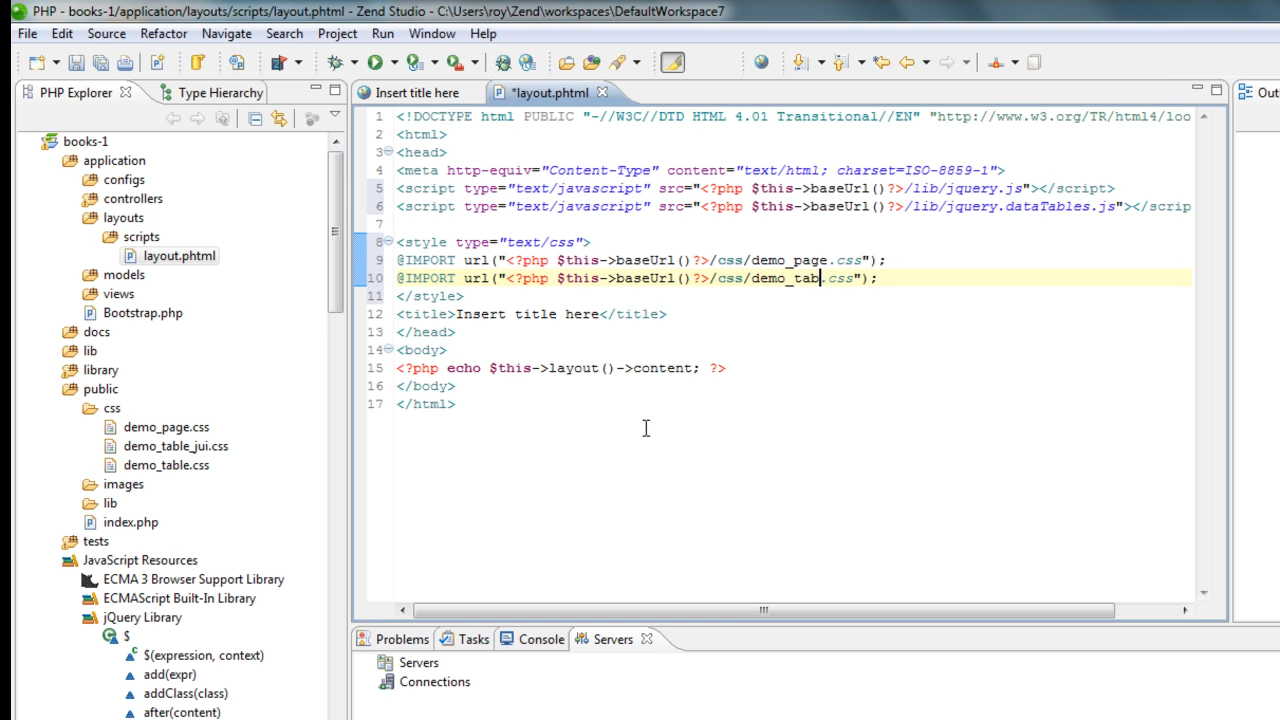 PHP - books-1/application/layouts/scripts/layout.phtml - Zend Studio - C:\Users\roy\Zend\workspaces\DefaultWorkspace7
File Edit Source Refactor Navigate Search Project Run Window Help
PHP Explorer Type Hierarchy
Insert title here *layout.phtml
Outl
books-1
application
configs
controllers
layouts
scripts
layout.phtml
models
views
Bootstrap.php
docs
lib
library
public
css
demo_page.css
demo_table_jui.css
demo_table.css
images
lib
index.php
tests
JavaScript Resources
ECMA 3 Browser Support Library
ECMAScript Built-In Library
jQuery Library
$
$(expression, context)
add(expr)
addClass(class)
after(content)
1 <!DOCTYPE html PUBLIC "-//W3C//DTD HTML 4.01 Transitional//EN" "http://www.w3.org/TR/html4/loo
2 <html>
3 <head>
4 <meta http-equiv="Content-Type" content="text/html; charset=ISO-8859-1">
5 <script type="text/javascript" src="<?php $this->baseUrl()?>/lib/jquery.js"></script>
6 <script type="text/javascript" src="<?php $this->baseUrl()?>/lib/jquery.dataTables.js"></scrip
7
8 <style type="text/css">
9 @IMPORT url("<?php $this->baseUrl()?>/css/demo_page.css");
10 @IMPORT url("<?php $this->baseUrl()?>/css/demo_tab.css");
11 </style>
12 <title>Insert title here</title>
13 </head>
14 <body>
15 <?php echo $this->layout()->content; ?>
16 </body>
17 </html>
Problems Tasks Console Servers
Servers
Connections